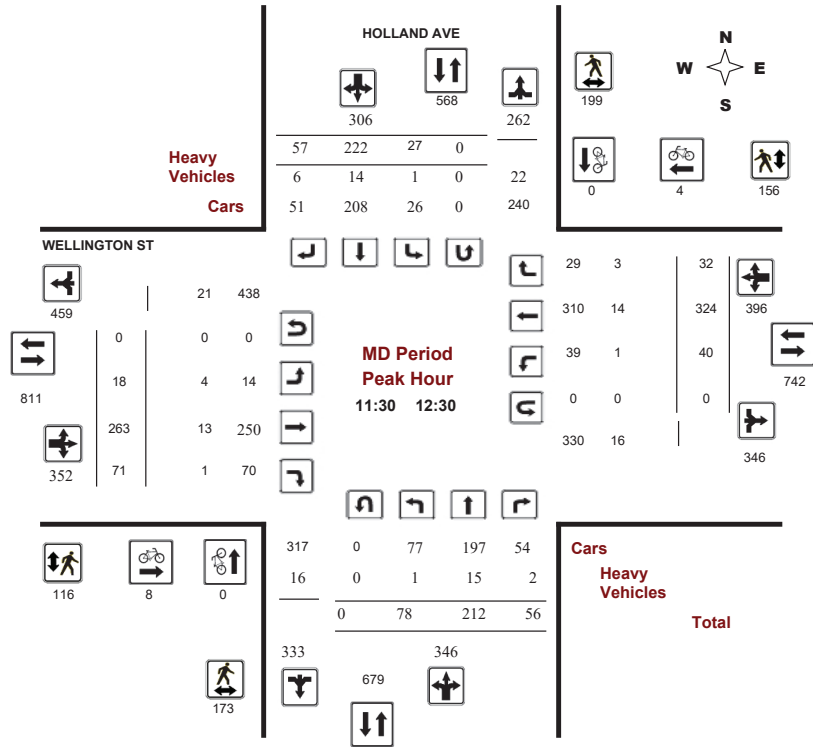 HOLLAND AVE
N
W E
S
568
306 262
199
57 222 27 0
Heavy
Vehicles
6 14 1 0 22
Cars 51 208 26 0 240
0 4 156
WELLINGTON ST
459
21 438
0 0 0
811
18 4 14
263 13 250
352
71 1 70
MD Period
Peak Hour
11:30 12:30
29 3 32
396
310 14 324
39 1 40
742
0 0 0
330 16
346
317 0 77 197 54
16 0 1 15 2
0 78 212 56
Cars
Heavy
Vehicles
Total
116 8 0
333 346
679
173